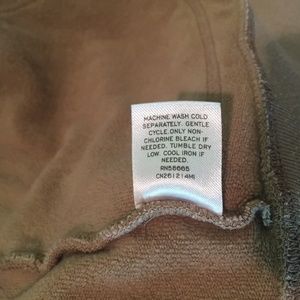 MACHINE WASH COLD
SEPARATELY. GENTLE
CYCLE.ONLY NON-
CHLORINE BLEACH IF
NEEDED. TUMBLE DRY
LOW. COOL IRON IF
NEEDED.
RN56665
CN261214MI